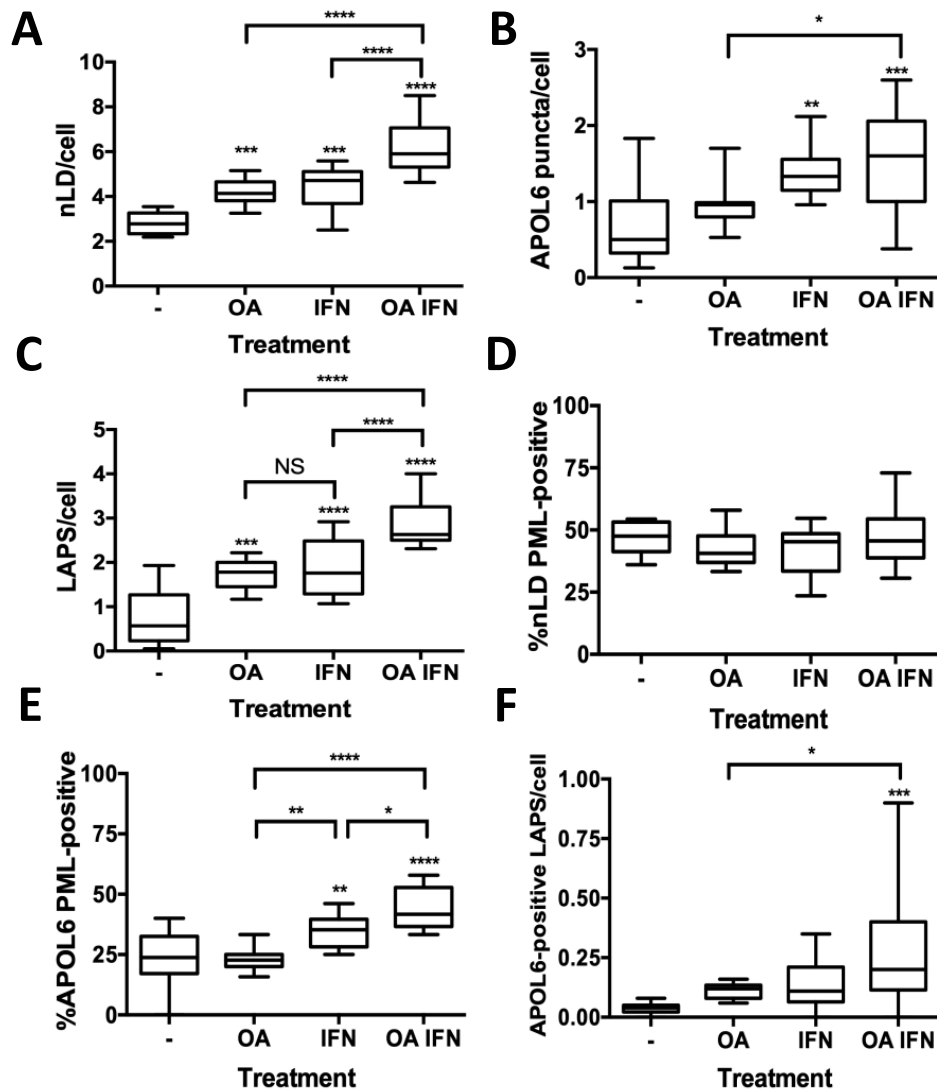 A
****
****
****
***
***
10
8
6
4
2
0
nLD/cell
- OA IFN OA IFN
Treatment
B
*
***
**
3
2
1
0
APOL6 puncta/cell
- OA IFN OA IFN
Treatment
C
****
****
NS
****
****
***
5
4
3
2
1
0
LAPS/cell
- OA IFN OA IFN
Treatment
D
100
75
50
25
0
%nLD PML-positive
- OA IFN OA IFN
Treatment
E
****
**
*
****
**
100
75
50
25
0
%APOL6 PML-positive
- OA IFN OA IFN
Treatment
F
*
***
1.00
0.75
0.50
0.25
0.00
APOL6-positive LAPS/cell
- OA IFN OA IFN
Treatment